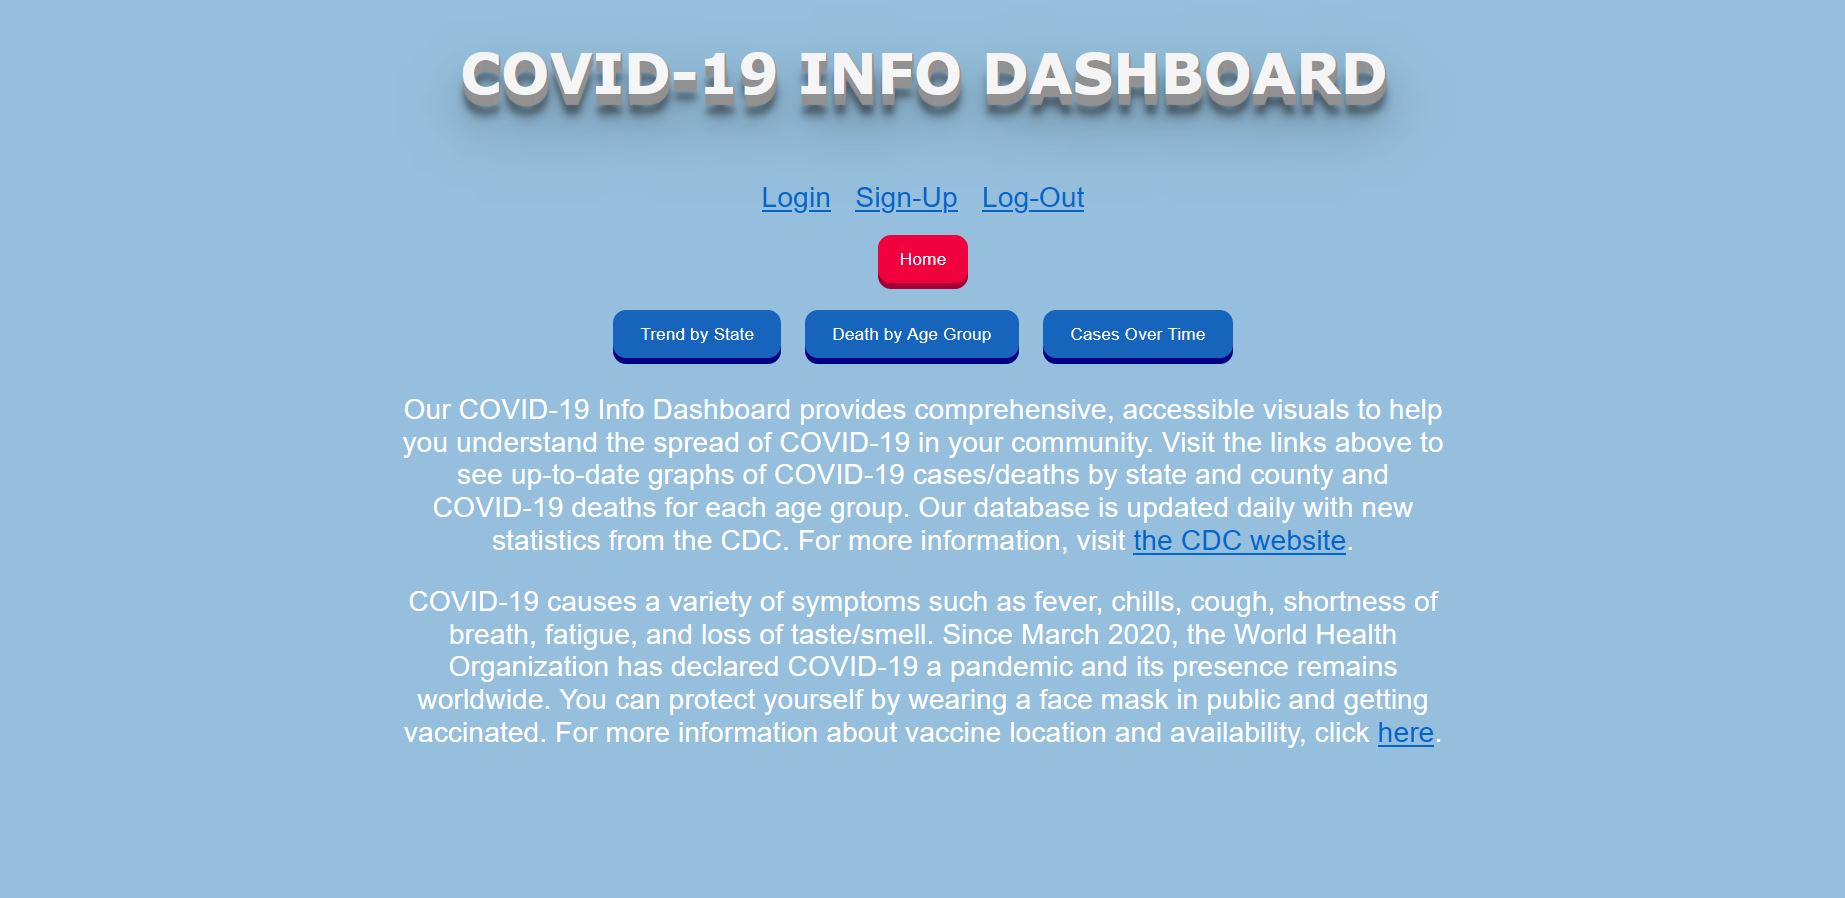 COVID-19 INFO DASHBOARD
Login Sign-Up Log-Out
Home
Trend by State Death by Age Group Cases Over Time
Our COVID-19 Info Dashboard provides comprehensive, accessible visuals to help
you understand the spread of COVID-19 in your community. Visit the links above to
see up-to-date graphs of COVID-19 cases/deaths by state and county and
COVID-19 deaths for each age group. Our database is updated daily with new
statistics from the CDC. For more information, visit the CDC website.
COVID-19 causes a variety of symptoms such as fever, chills, cough, shortness of
breath, fatigue, and loss of taste/smell. Since March 2020, the World Health
Organization has declared COVID-19 a pandemic and its presence remains
worldwide. You can protect yourself by wearing a face mask in public and getting
vaccinated. For more information about vaccine location and availability, click here.